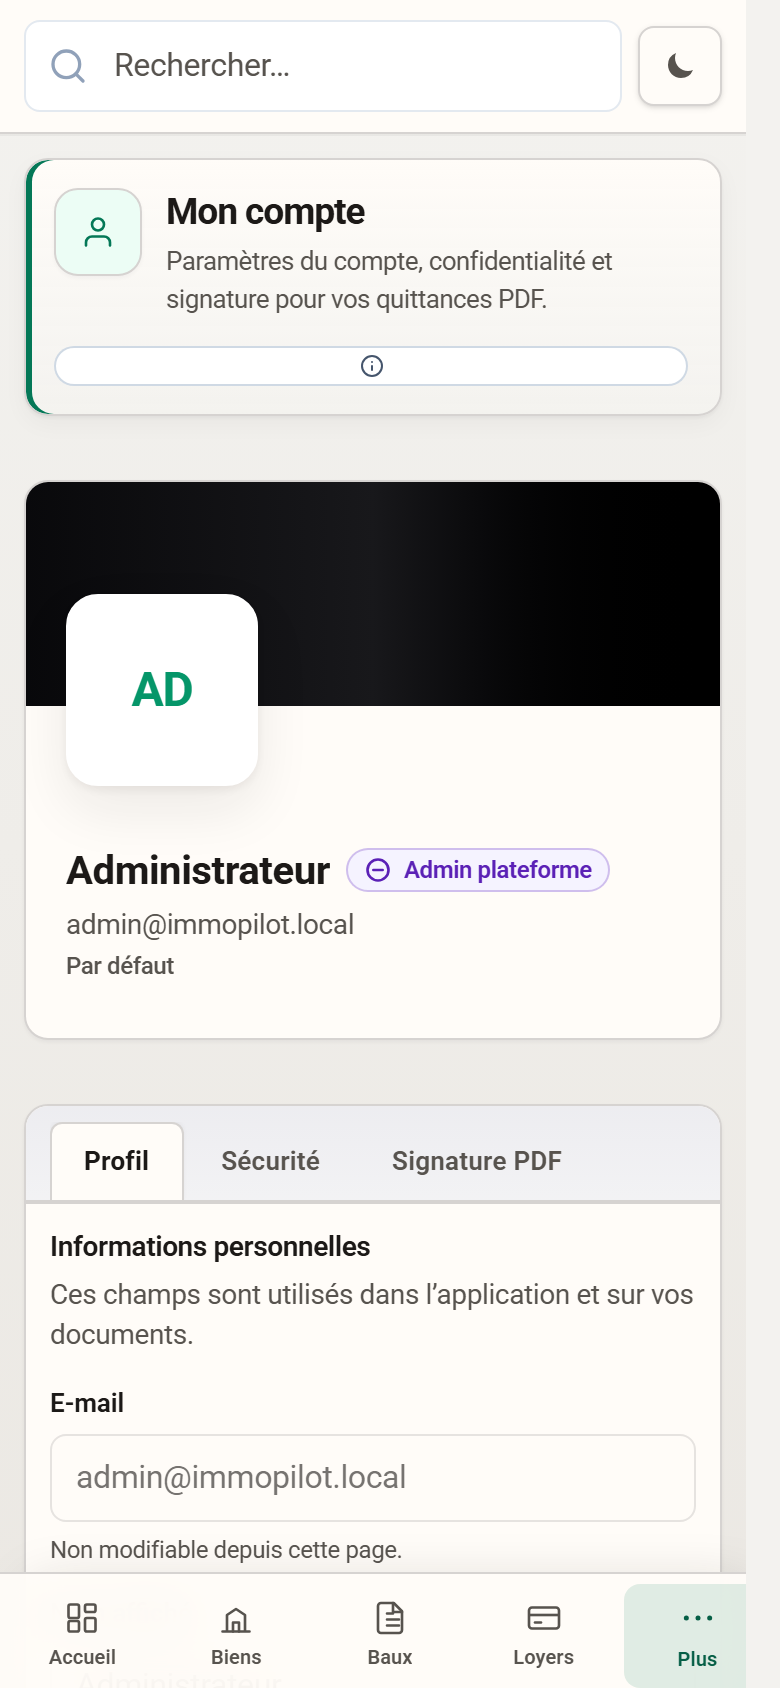 Rechercher...
Mon compte
Paramètres du compte, confidentialité et
signature pour vos quittances PDF.
AD
Administrateur
Admin plateforme
admin@immopilot.local
Par défaut
Profil
Sécurité
Signature PDF
Informations personnelles
Ces champs sont utilisés dans l’application et sur vos
documents.
E-mail
admin@immopilot.local
Non modifiable depuis cette page.
Accueil
Biens
Baux
Loyers
Plus
Administrateur